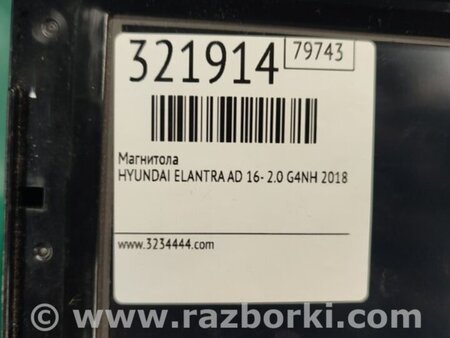 321914
79743
Магнитола
HYUNDAI ELANTRA AD 16- 2.0 G4NH 2018
www.3234444.com
www.razborki.com